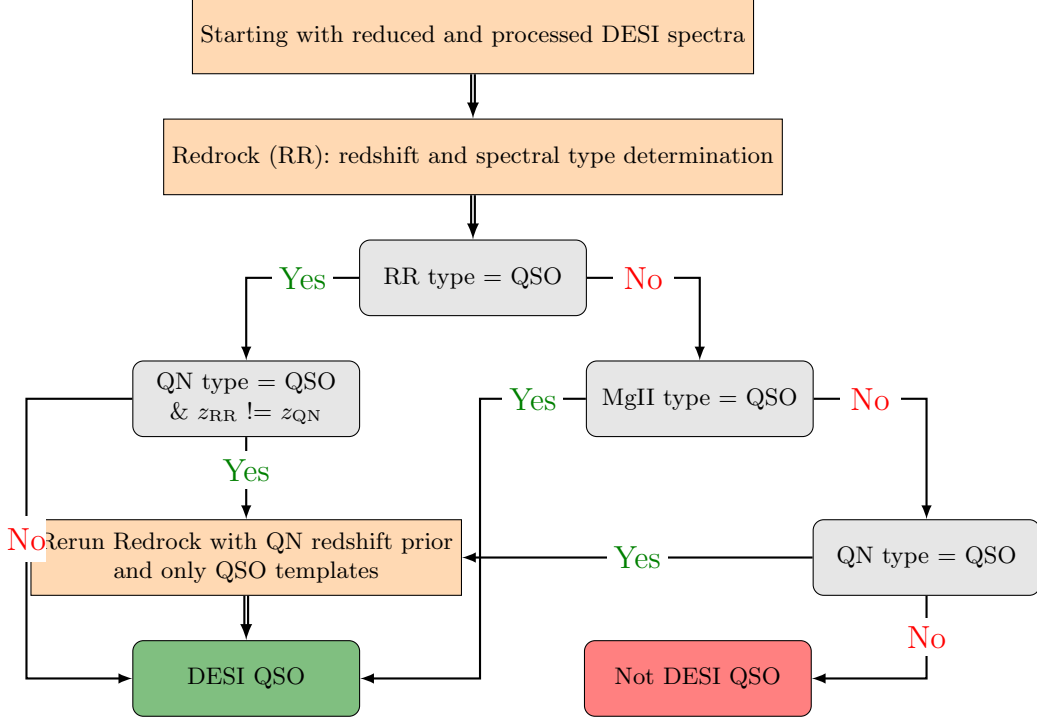 Starting with reduced and processed DESI spectra
Redrock (RR): redshift and spectral type determination
RR type = QSO
Yes
No
QN type = QSO
& z_RR != z_QN
MgII type = QSO
Yes
No
Yes
No
Rerun Redrock with QN redshift prior
and only QSO templates
Yes
QN type = QSO
No
DESI QSO
Not DESI QSO